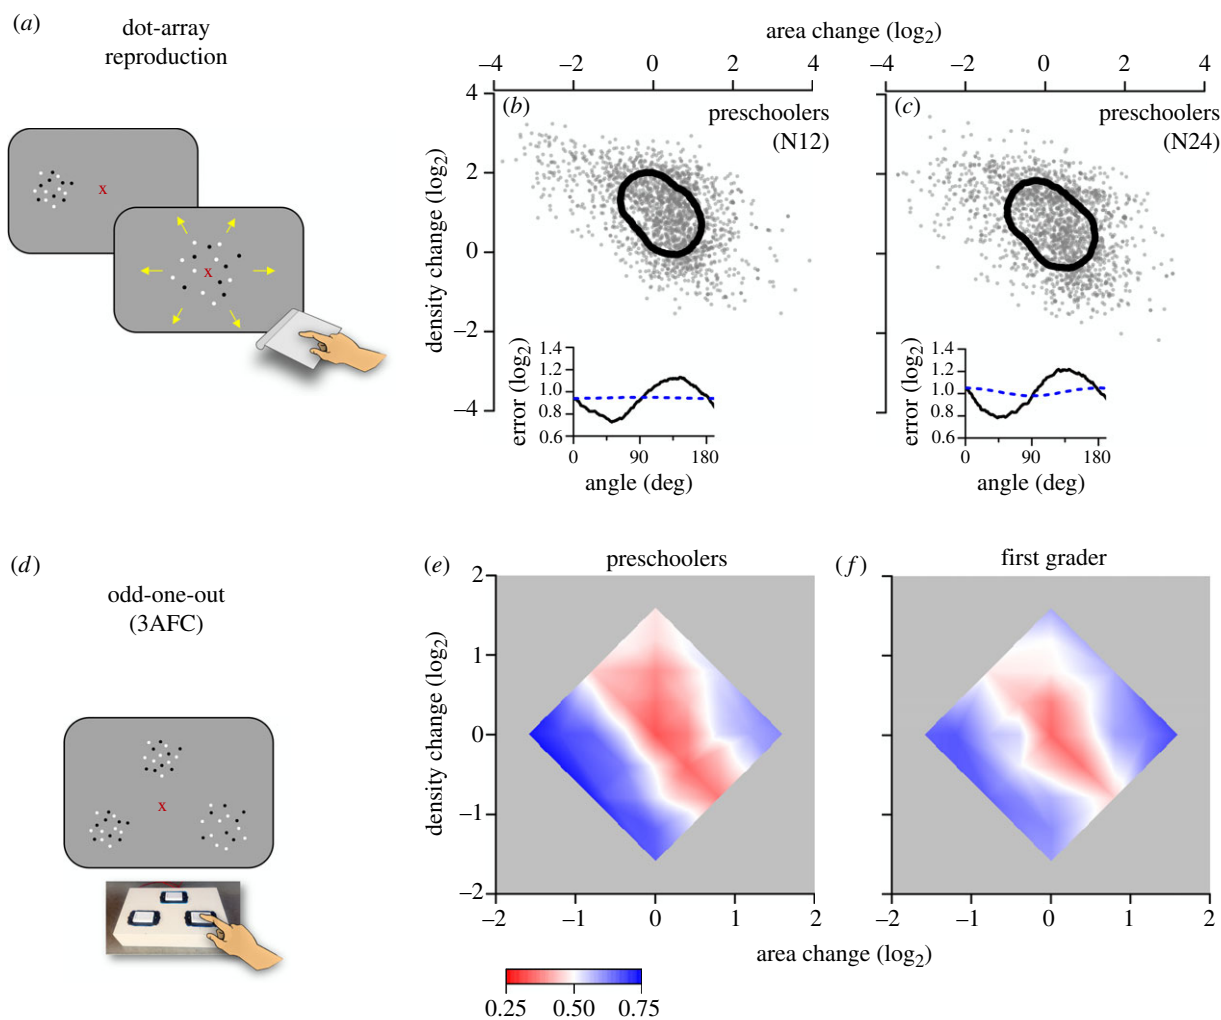 (a)
dot-array
reproduction
x
x
area change (log2)
–4 –2 0 2 4
–4 –2 0 2 4
(b)
preschoolers
(N12)
(c)
preschoolers
(N24)
density change (log2)
4
2
0
–2
–4
error (log2)
1.4
1.2
1.0
0.8
0.6
0 90 180
angle (deg)
error (log2)
1.4
1.2
1.0
0.8
0.6
0 90 180
angle (deg)
(d)
odd-one-out
(3AFC)
x
(e)
preschoolers
(f)
first grader
density change (log2)
2
1
0
–1
–2
–2 –1 0 1 2
–2 –1 0 1 2
area change (log2)
0.25 0.50 0.75